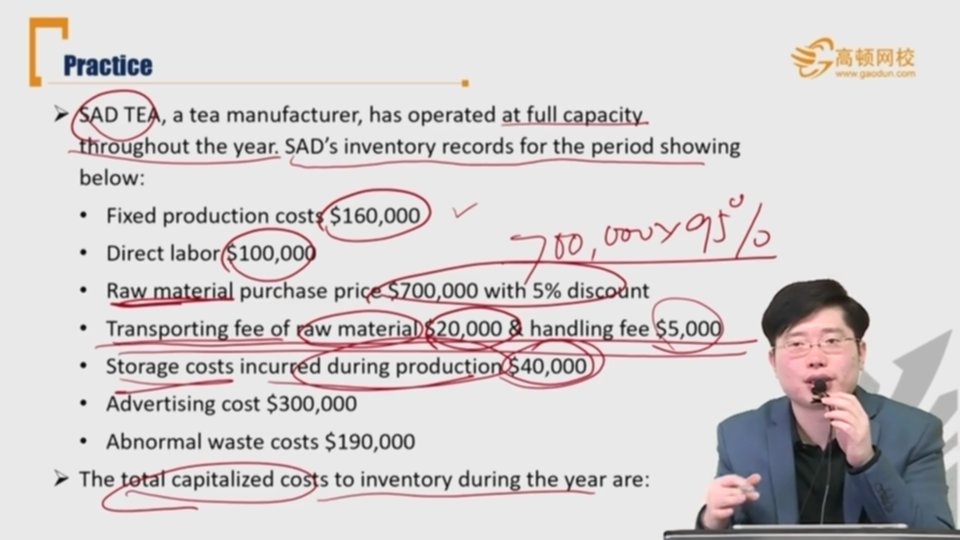 Practice
高顿网校
www.gaodun.com
➢ SAD TEA, a tea manufacturer, has operated at full capacity
throughout the year. SAD's inventory records for the period showing
below:
• Fixed production costs $160,000
700,000×95%
• Direct labor $100,000
• Raw material purchase price $700,000 with 5% discount
• Transporting fee of raw material $20,000 & handling fee $5,000
• Storage costs incurred during production $40,000
• Advertising cost $300,000
• Abnormal waste costs $190,000
➢ The total capitalized costs to inventory during the year are: